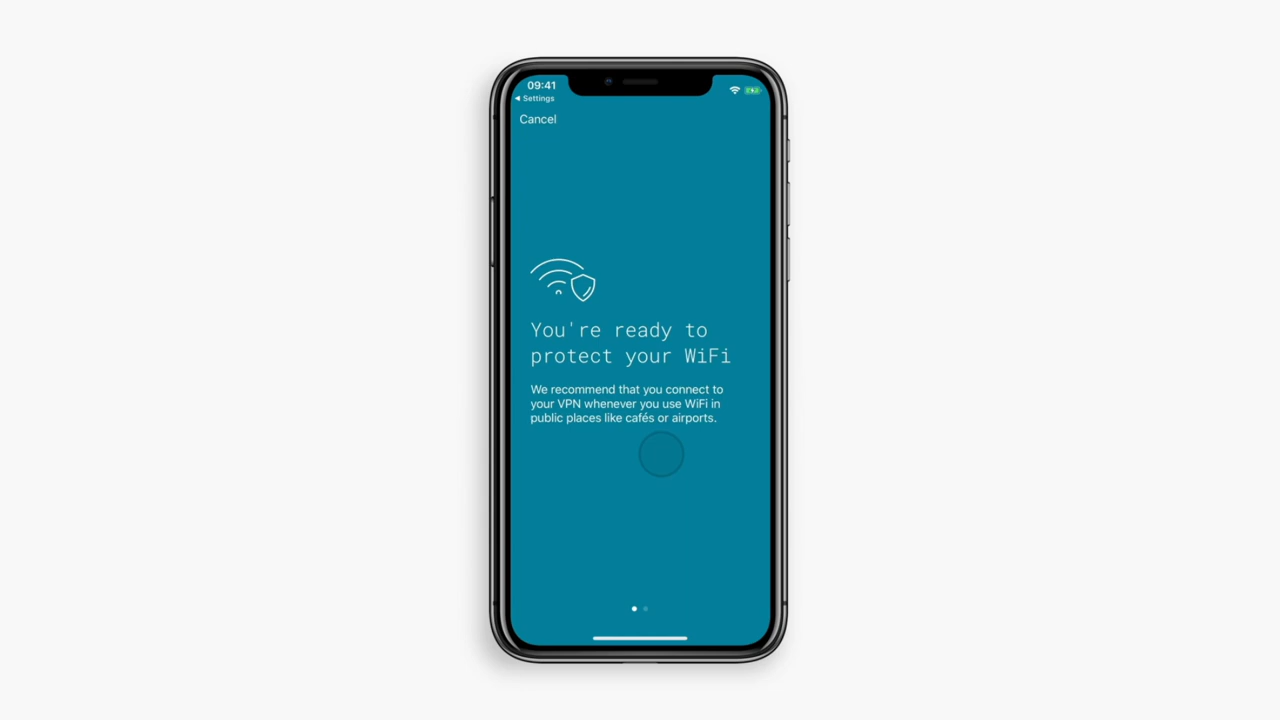 09:41
◀ Settings
Cancel
You're ready to
protect your WiFi
We recommend that you connect to
your VPN whenever you use WiFi in
public places like cafés or airports.